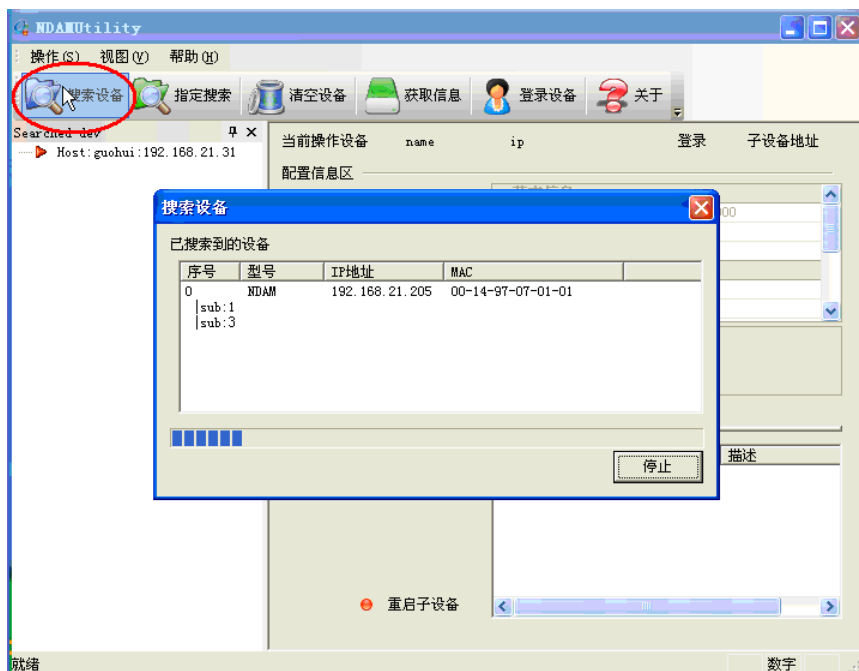 NDAMUtility
操作(S) 视图(V) 帮助(H)
搜索设备 指定搜索 清空设备 获取信息 登录设备 关于
Searched dev
Host:guohui:192.168.21.31
当前操作设备 name ip 登录 子设备地址
配置信息区
搜索设备
已搜索到的设备
序号 型号 IP地址 MAC
0 NDAM 192.168.21.205 00-14-97-07-01-01
|sub:1
|sub:3
停止
描述
重启子设备
就绪 数字